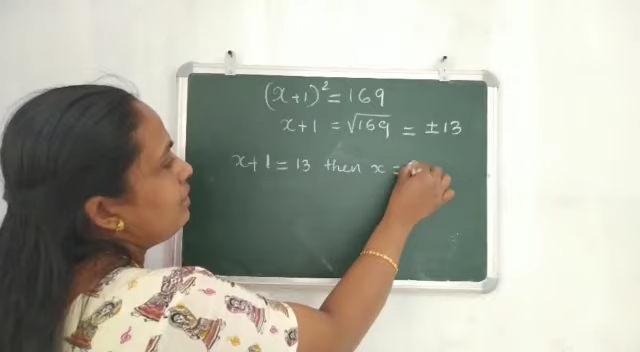 (x+1)² = 169
x+1 = √169 = ±13
x+1 = 13 then x =